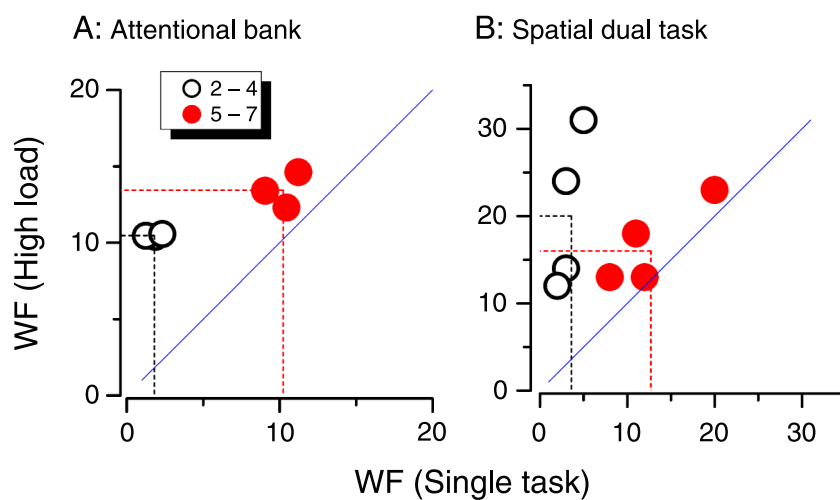 A: Attentional bank
B: Spatial dual task
2 – 4
5 – 7
WF (High load)
20
10
0
0
10
20
30
20
10
0
0
10
20
30
WF (Single task)